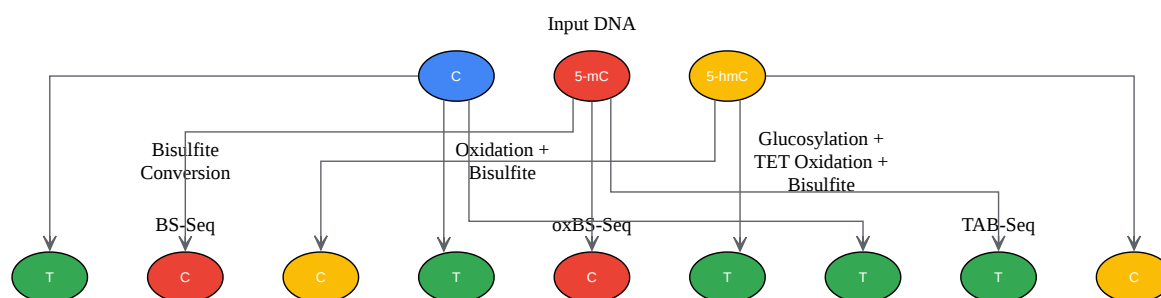 Input DNA
C
5-mC
5-hmC
Bisulfite
Conversion
Oxidation +
Bisulfite
Glucosylation +
TET Oxidation +
Bisulfite
BS-Seq
oxBS-Seq
TAB-Seq
T
C
C
T
C
T
T
T
C